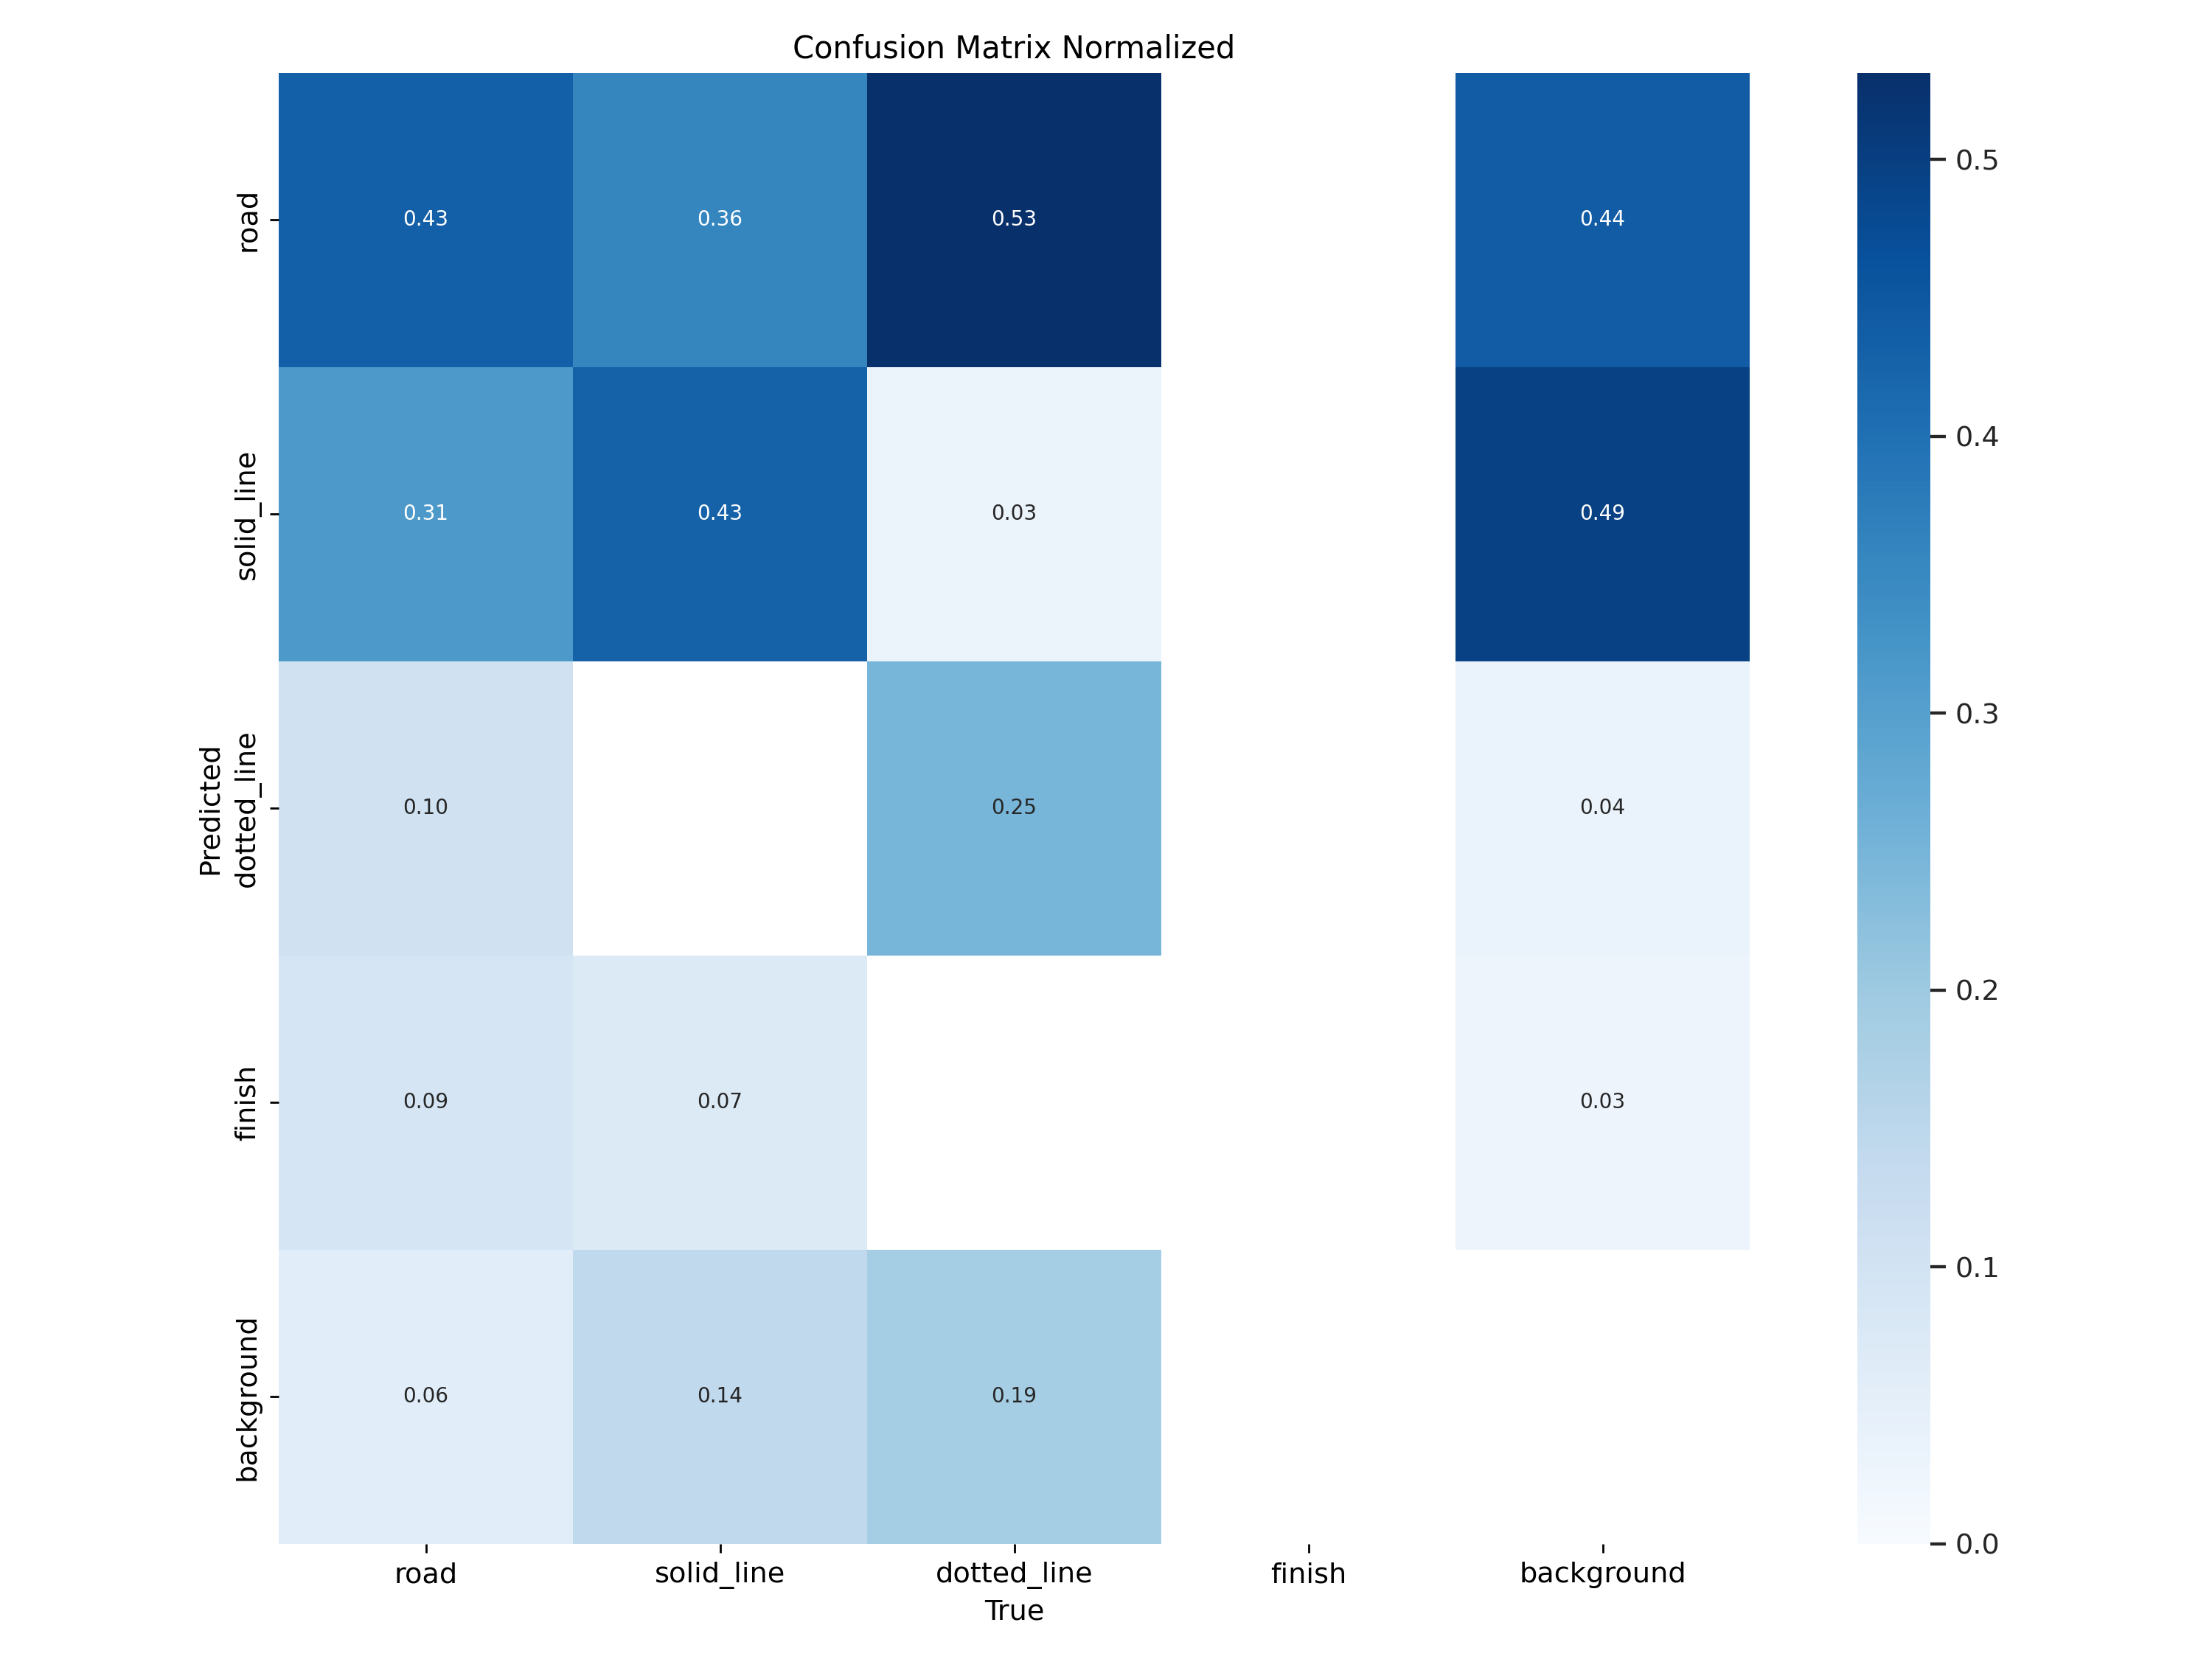 Confusion Matrix Normalized
road
0.43
0.36
0.53
0.44
0.5
solid_line
0.31
0.43
0.03
0.49
0.4
0.3
Predicted
dotted_line
0.10
0.25
0.04
0.2
finish
0.09
0.07
0.03
0.1
background
0.06
0.14
0.19
0.0
road
solid_line
dotted_line
finish
background
True